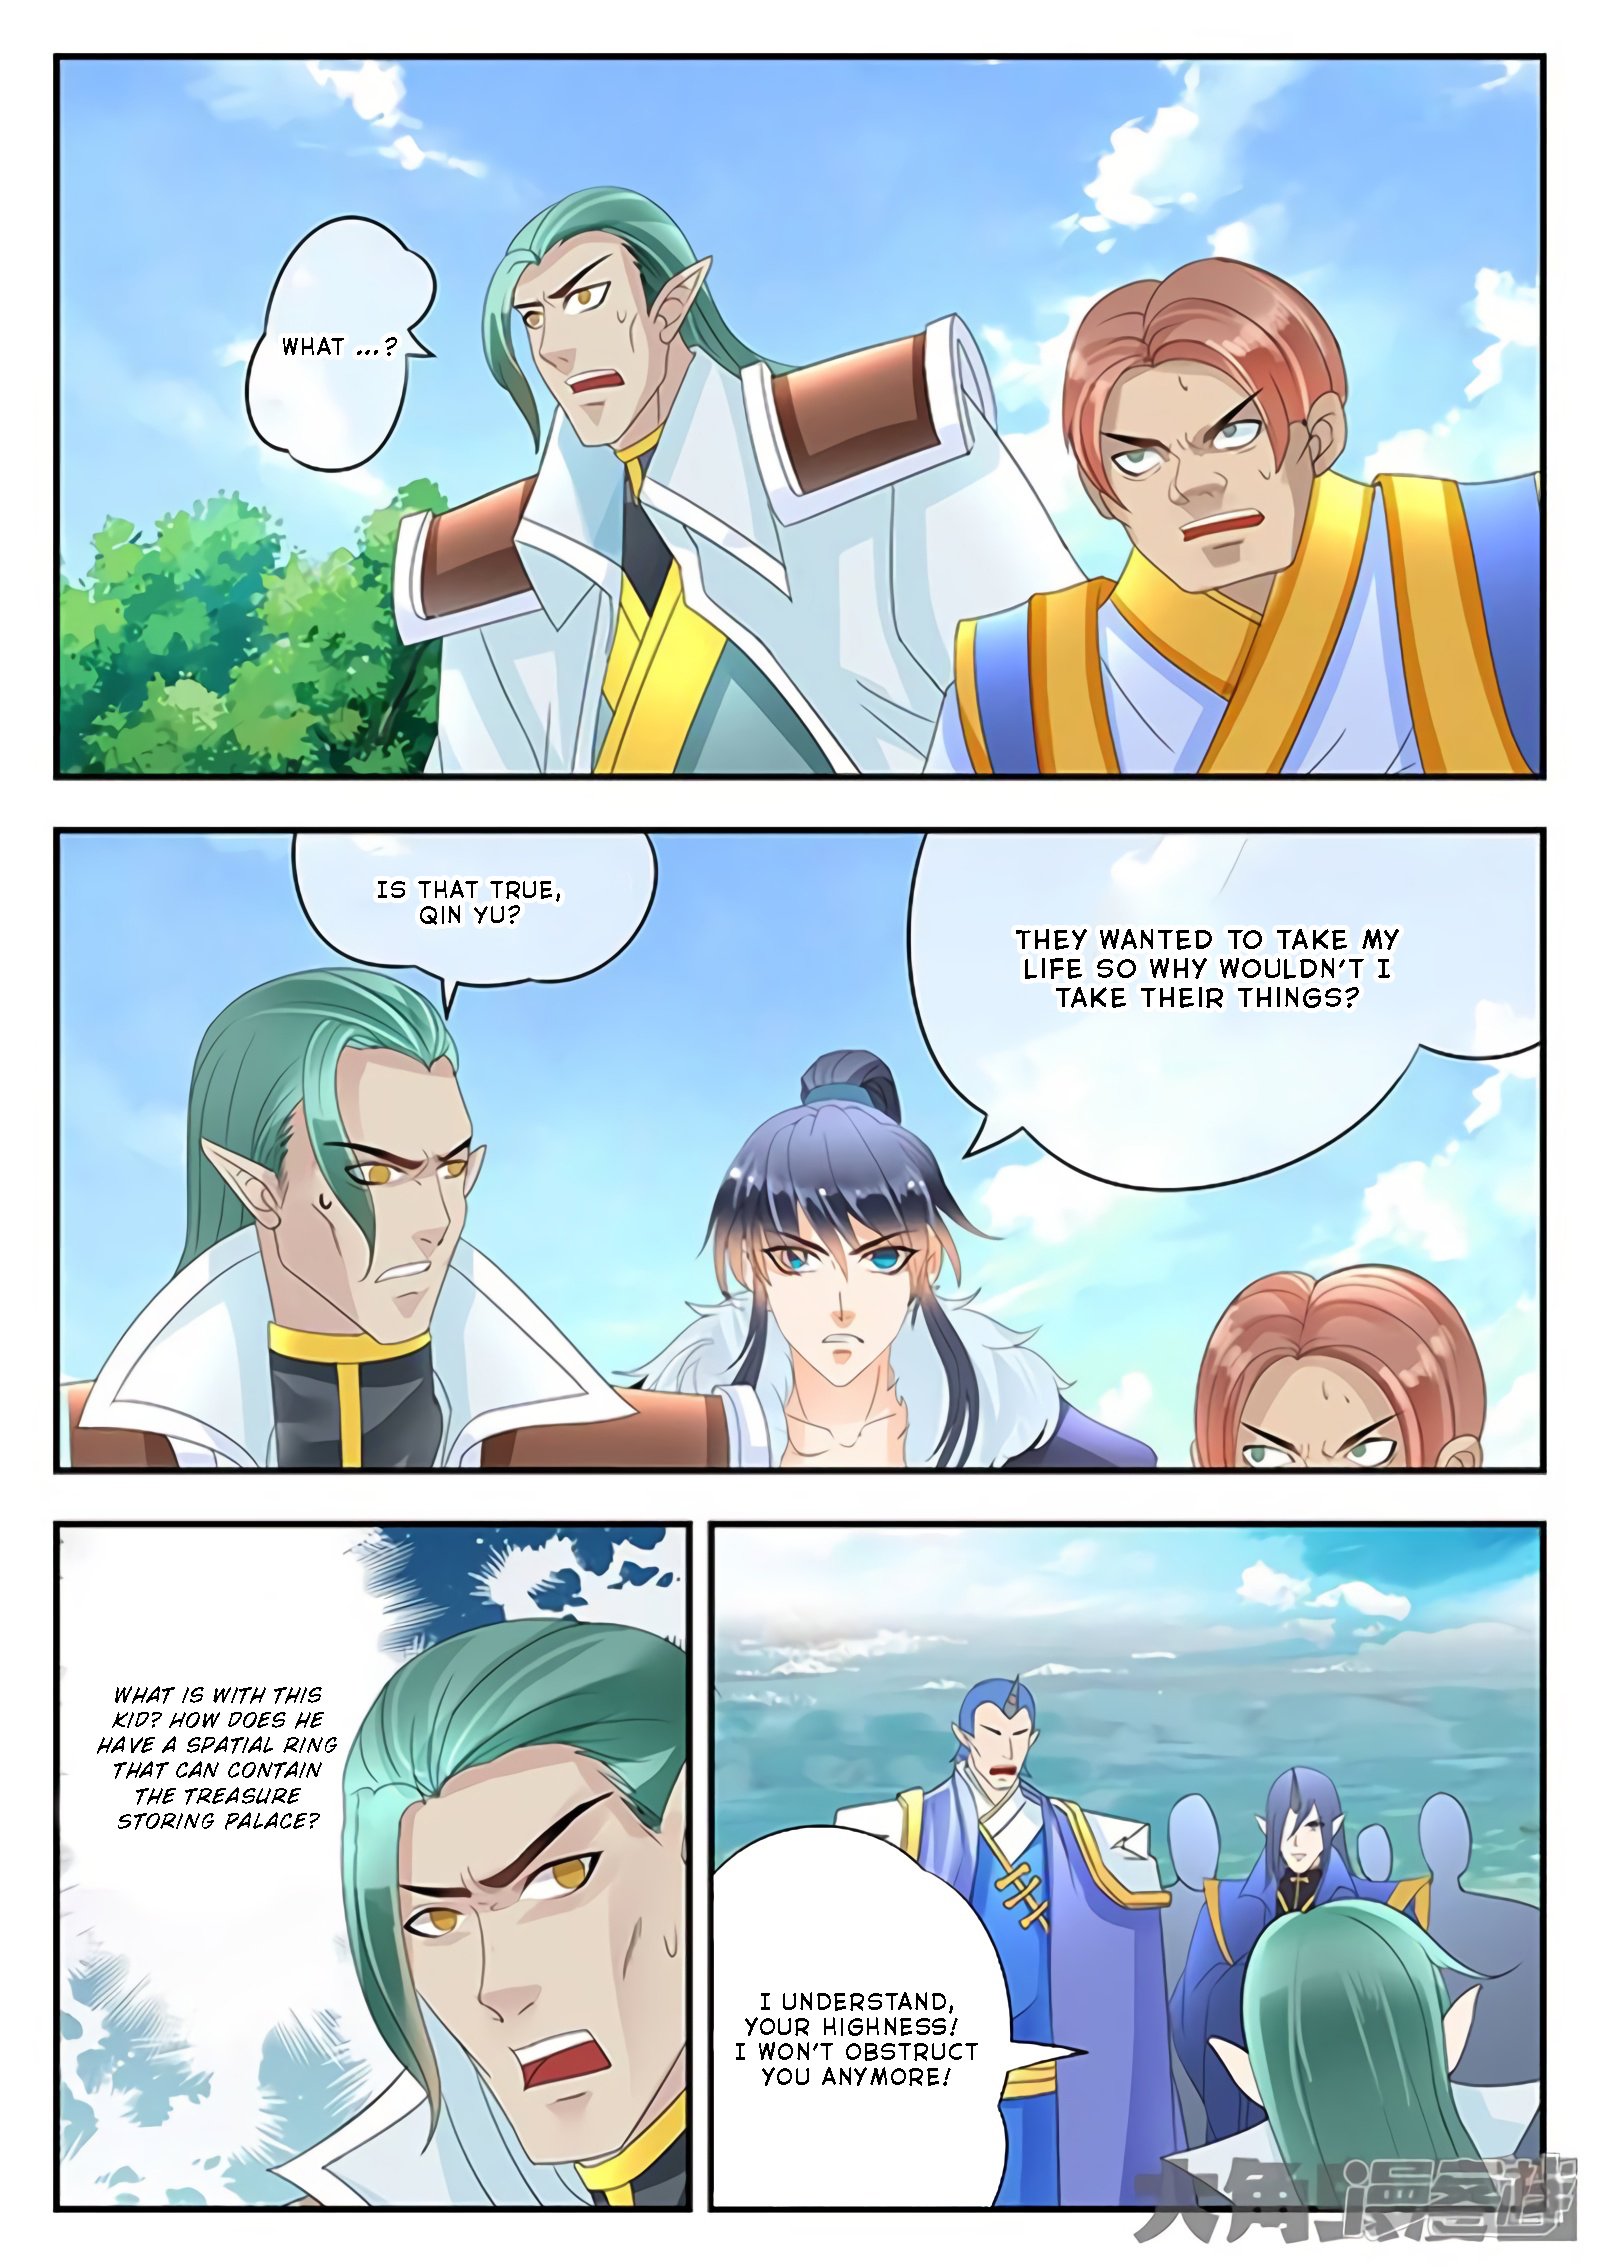 WHAT ...?
IS THAT TRUE,
QIN YU?
THEY WANTED TO TAKE MY
LIFE SO WHY WOULDN'T I
TAKE THEIR THINGS?
WHAT IS WITH THIS
KID? HOW DOES HE
HAVE A SPATIAL RING
THAT CAN CONTAIN
THE TREASURE
STORING PALACE?
I UNDERSTAND,
YOUR HIGHNESS!
I WON'T OBSTRUCT
YOU ANYMORE!